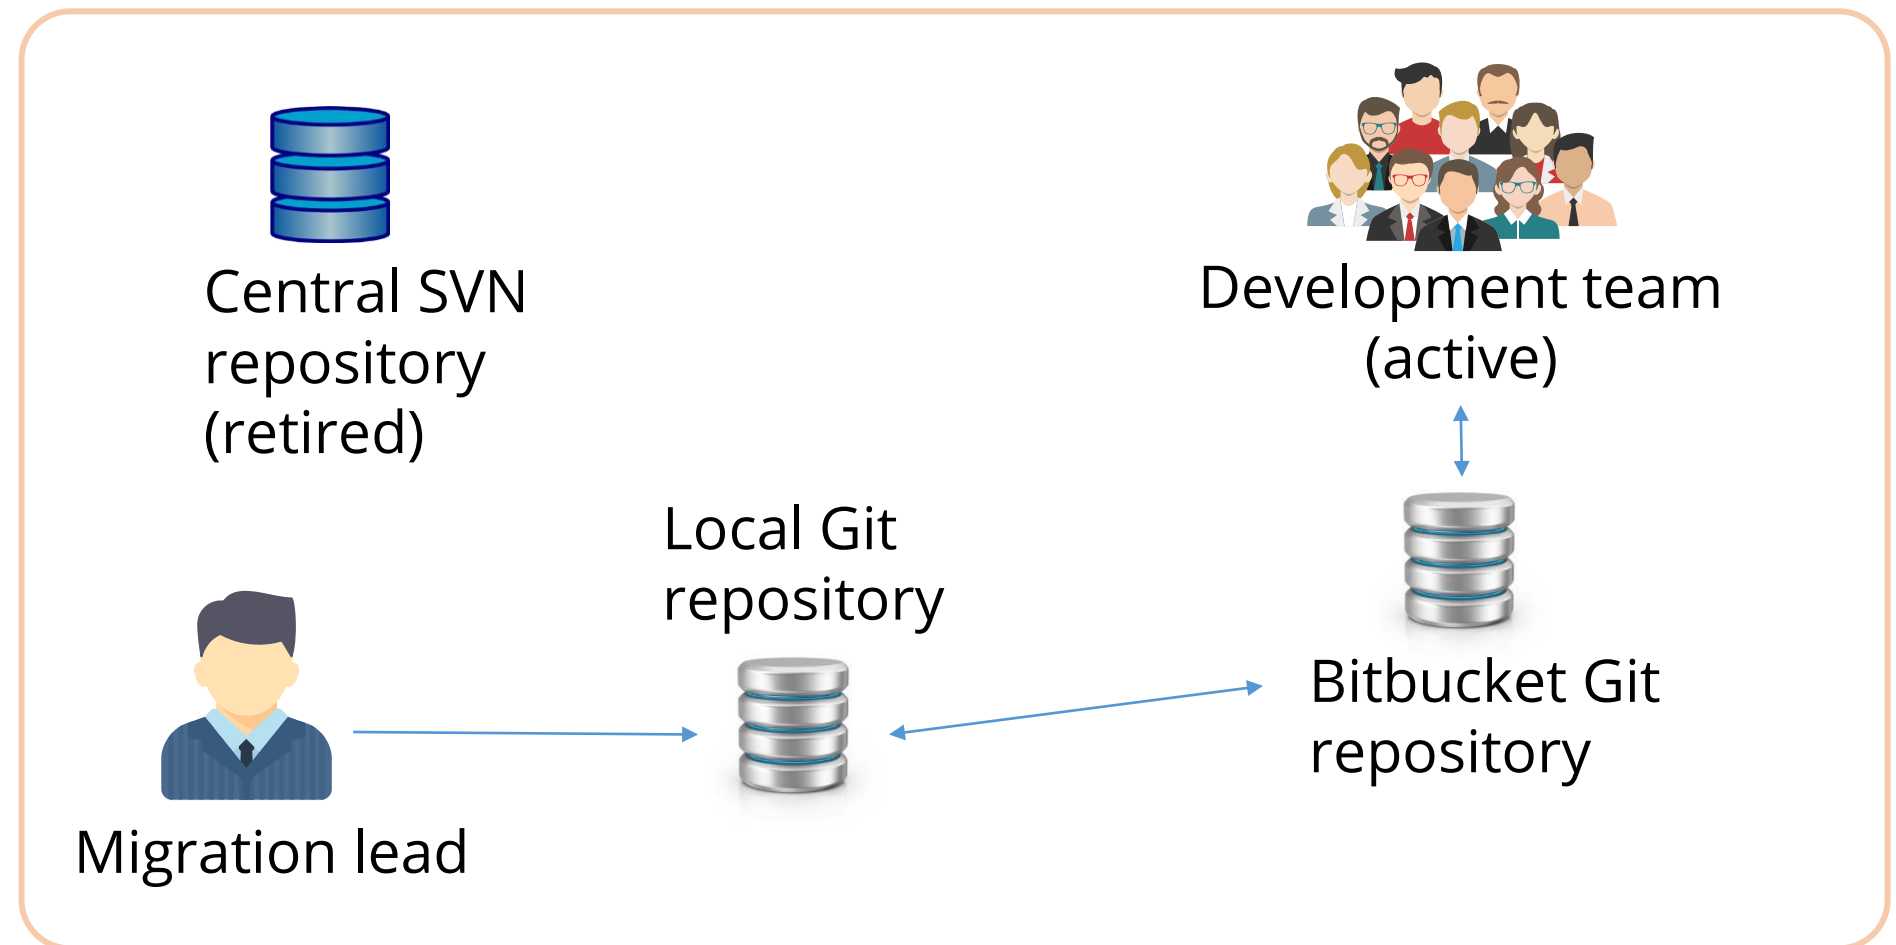 Central SVN
repository
(retired)
Development team
(active)
Local Git
repository
Bitbucket Git
repository
Migration lead